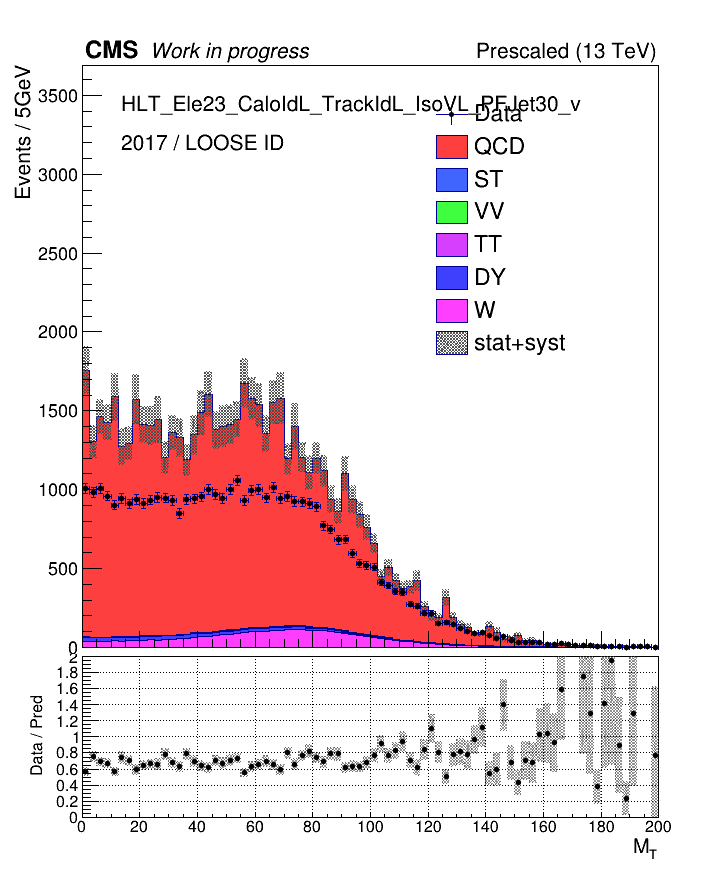 CMS Work in progress Prescaled (13 TeV)
Events / 5GeV
3500
3000
2500
2000
1500
1000
500
0
HLT_Ele23_CaloIdL_TrackIdL_IsoVL_PFJet30_v
2017 / LOOSE ID
Data
QCD
ST
VV
TT
DY
W
stat+syst
Data / Pred
2
1.8
1.6
1.4
1.2
1
0.8
0.6
0.4
0.2
0
0 20 40 60 80 100 120 140 160 180 200
M_T